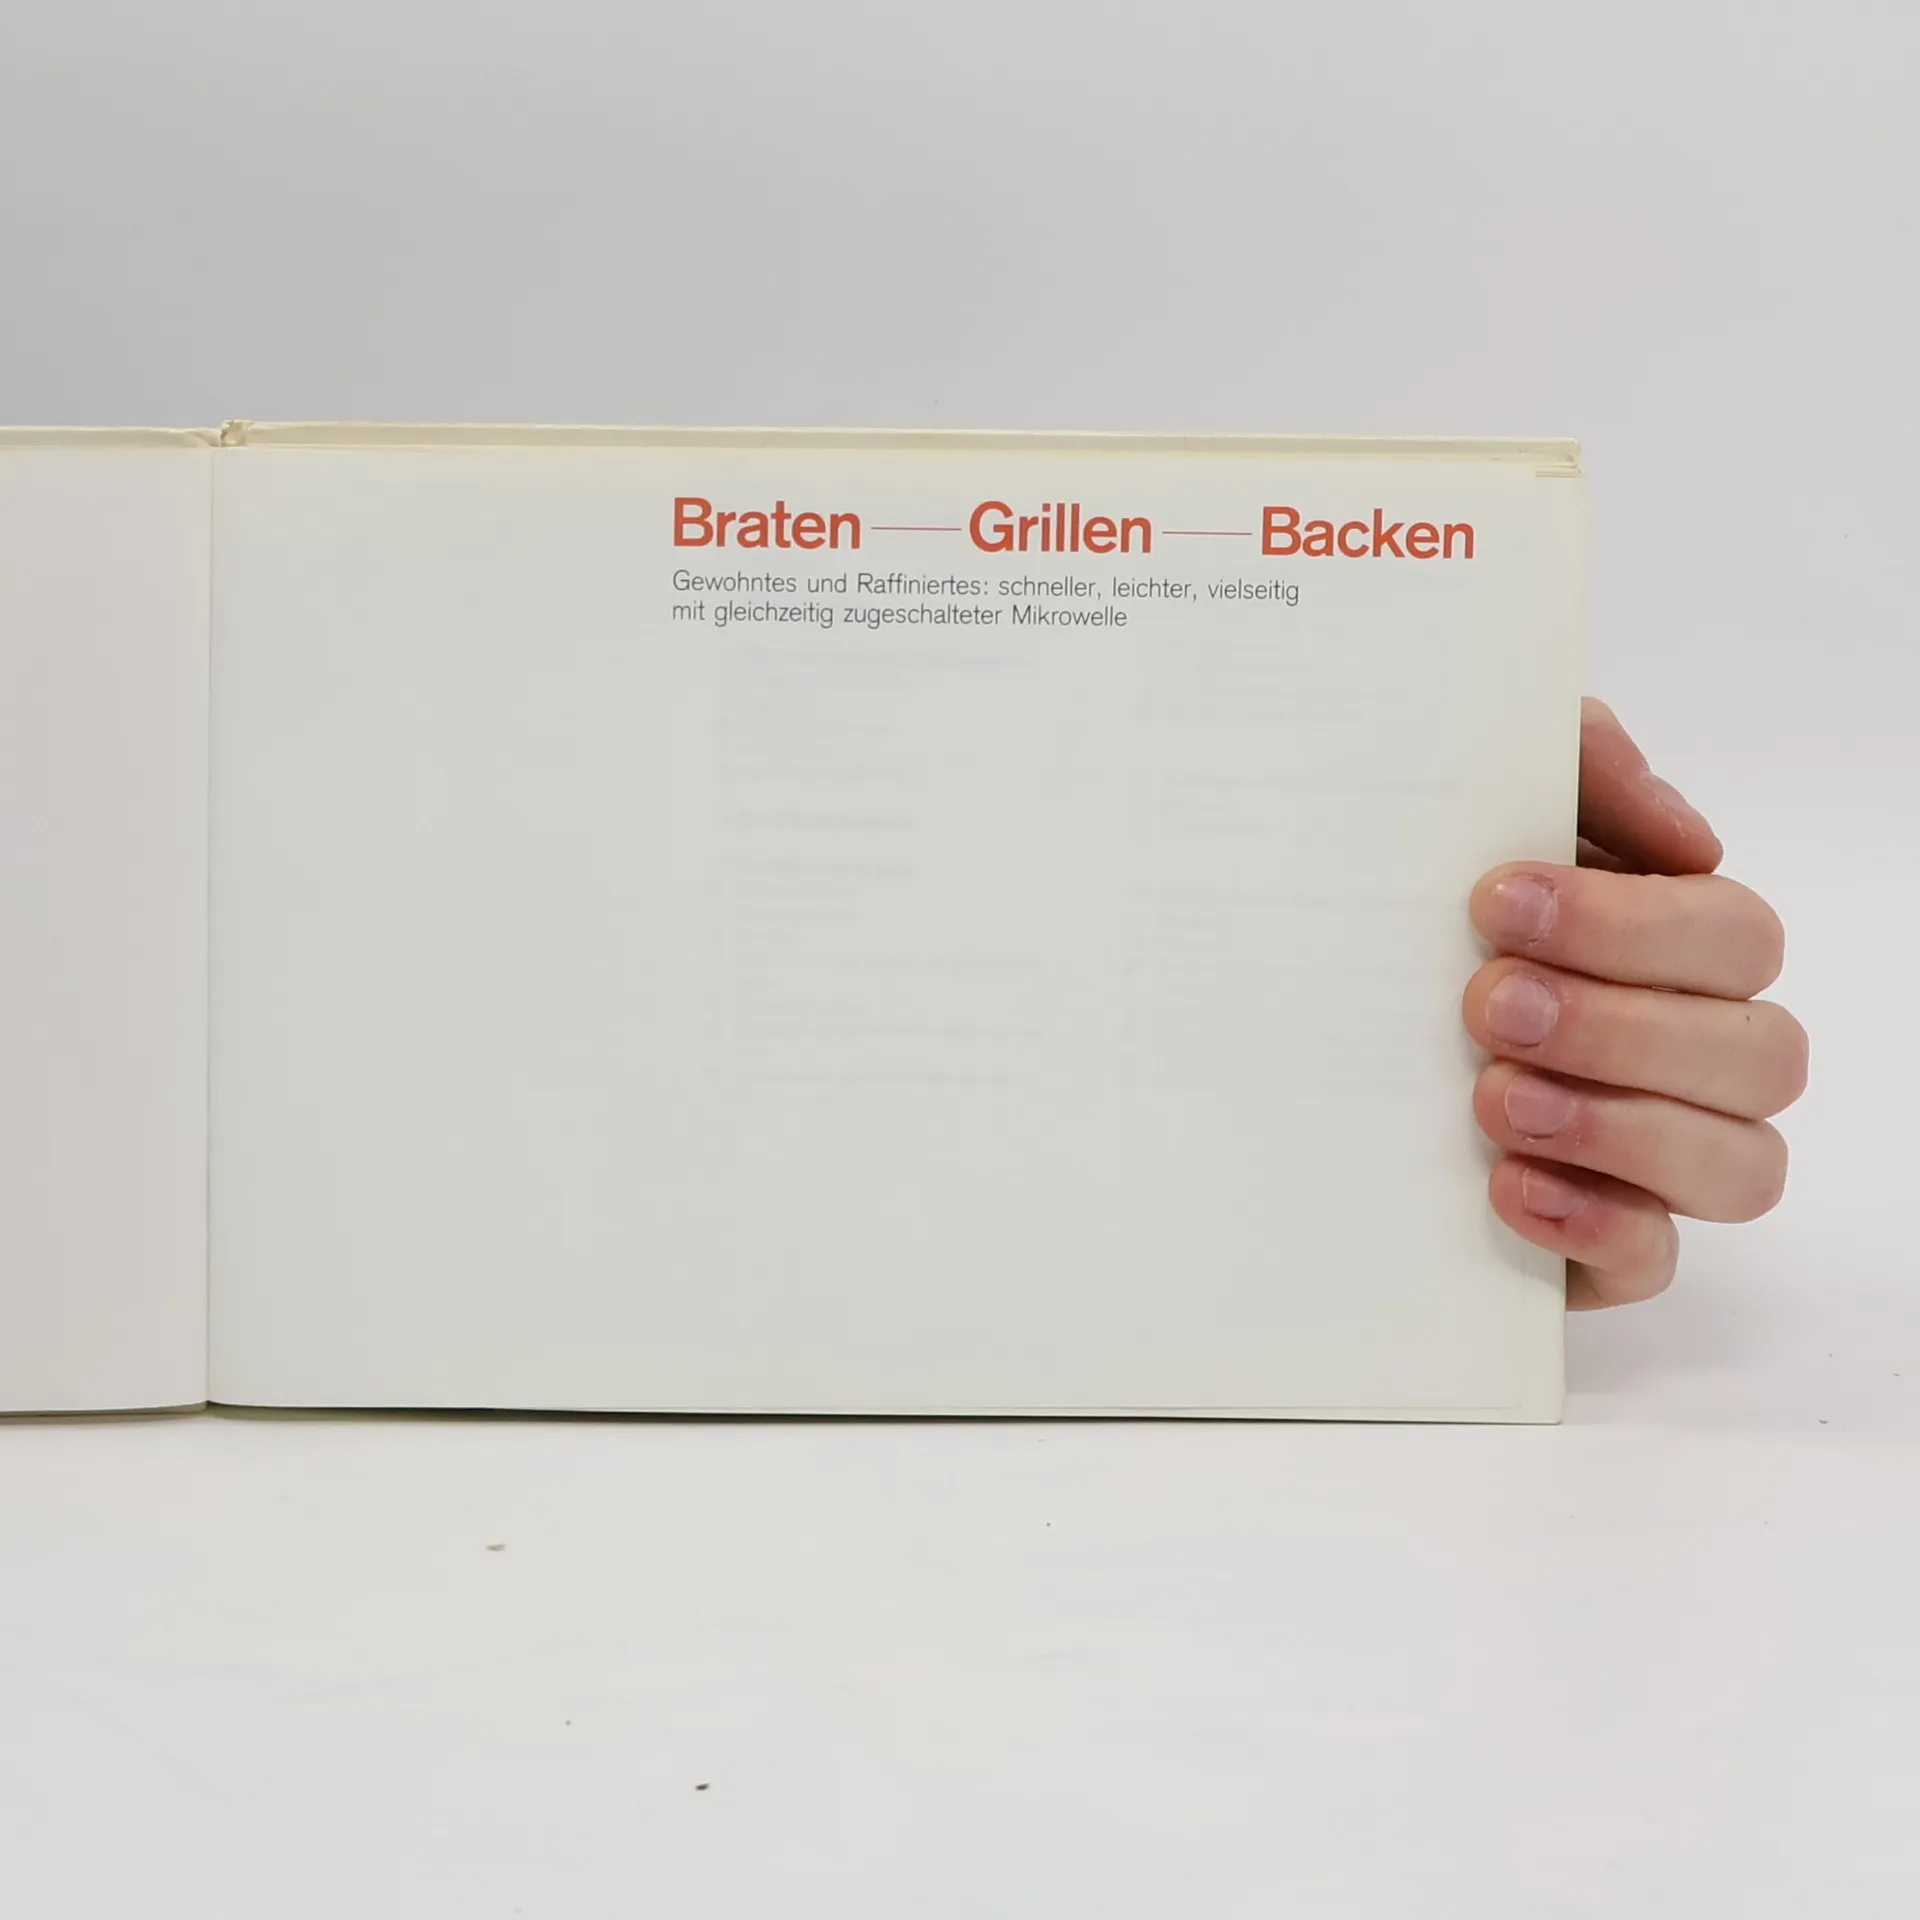 Braten — Grillen — Backen
Gewohntes und Raffiniertes: schneller, leichter, vielseitig
mit gleichzeitig zugeschalteter Mikrowelle